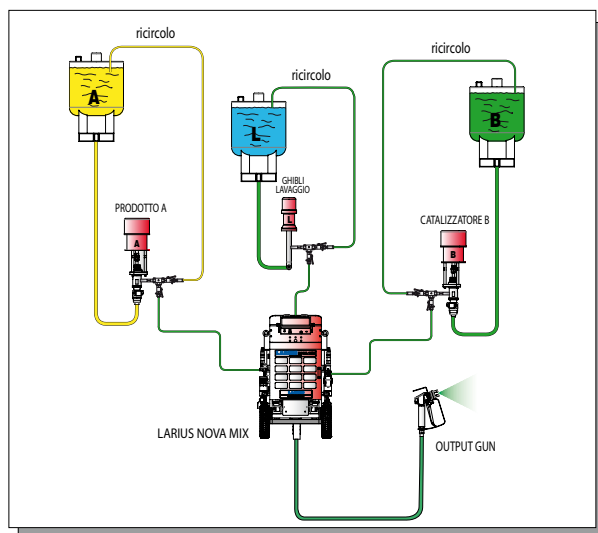 ricircolo
ricircolo
ricircolo
A
L
B
GHIBLI
LAVAGGIO
PRODOTTO A
CATALIZZATORE B
L
A
B
LARIUS NOVA MIX
OUTPUT GUN